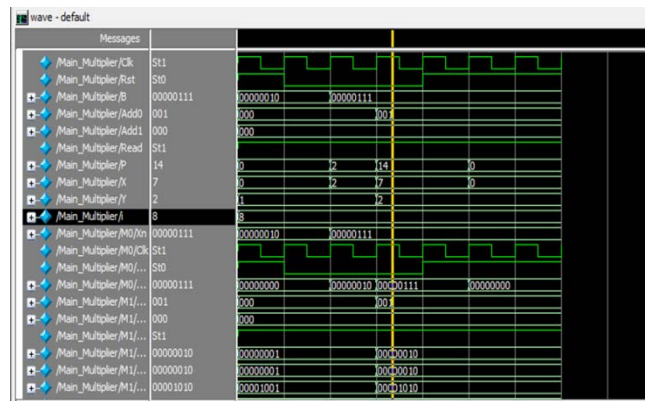 wave - default
Messages
/Main_Multiplier/Clk St1
/Main_Multiplier/Rst St0
/Main_Multiplier/B 00000111 00000010 00000111
/Main_Multiplier/Add0 001 000 001
/Main_Multiplier/Add1 000 000
/Main_Multiplier/Read St1
/Main_Multiplier/P 14 0 2 14 0
/Main_Multiplier/X 7 0 2 7 0
/Main_Multiplier/Y 2 1 2
/Main_Multiplier/i 8 8
/Main_Multiplier/M0/Xn 00000111 00000010 00000111
/Main_Multiplier/M0/Clk St1
/Main_Multiplier/M0/... St0
/Main_Multiplier/M0/... 00000111 00000000 00000010 00000111 00000000
/Main_Multiplier/M1/... 001 000 001
/Main_Multiplier/M1/... 000 000
/Main_Multiplier/M1/... St1
/Main_Multiplier/M1/... 00000010 00000001 00000010
/Main_Multiplier/M1/... 00000010 00000001 00000010
/Main_Multiplier/M1/... 00001010 00001001 00001010